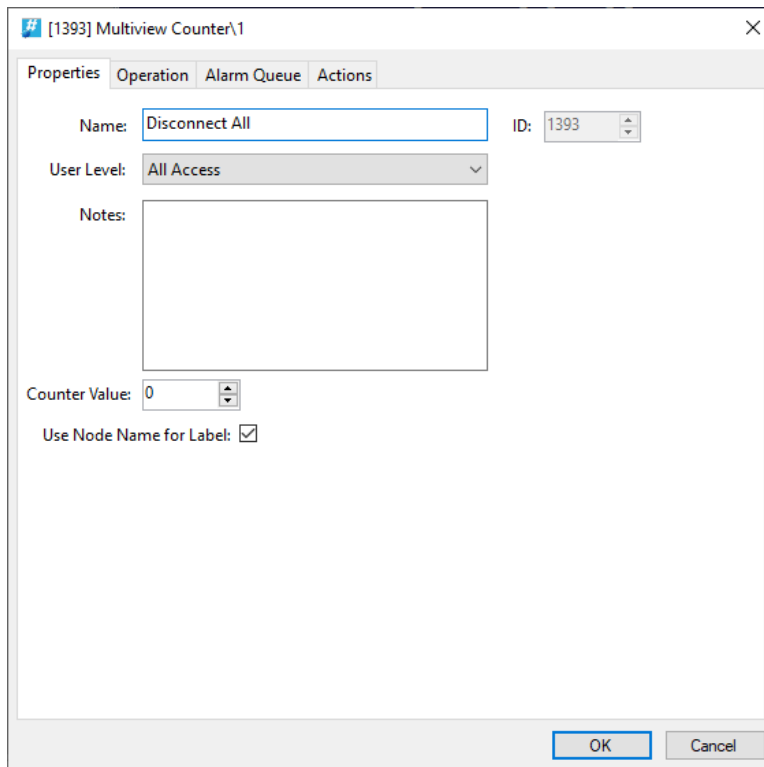 [1393] Multiview Counter\1
Properties Operation Alarm Queue Actions
Name: Disconnect All ID: 1393
User Level: All Access
Notes:
Counter Value: 0
Use Node Name for Label:
OK Cancel